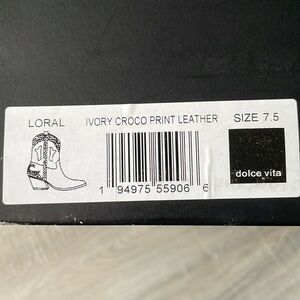 LORAL IVORY CROCO PRINT LEATHER SIZE 7.5
1 94975 55906 6
dolce vita